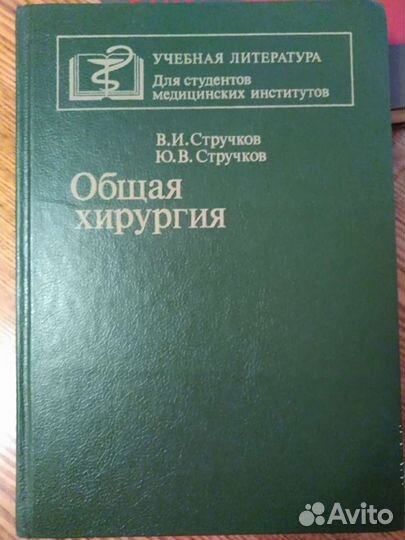 УЧЕБНАЯ ЛИТЕРАТУРА
Для студентов
медицинских институтов
В.И.Стручков
Ю.В.Стручков
Общая
хирургия
Avito